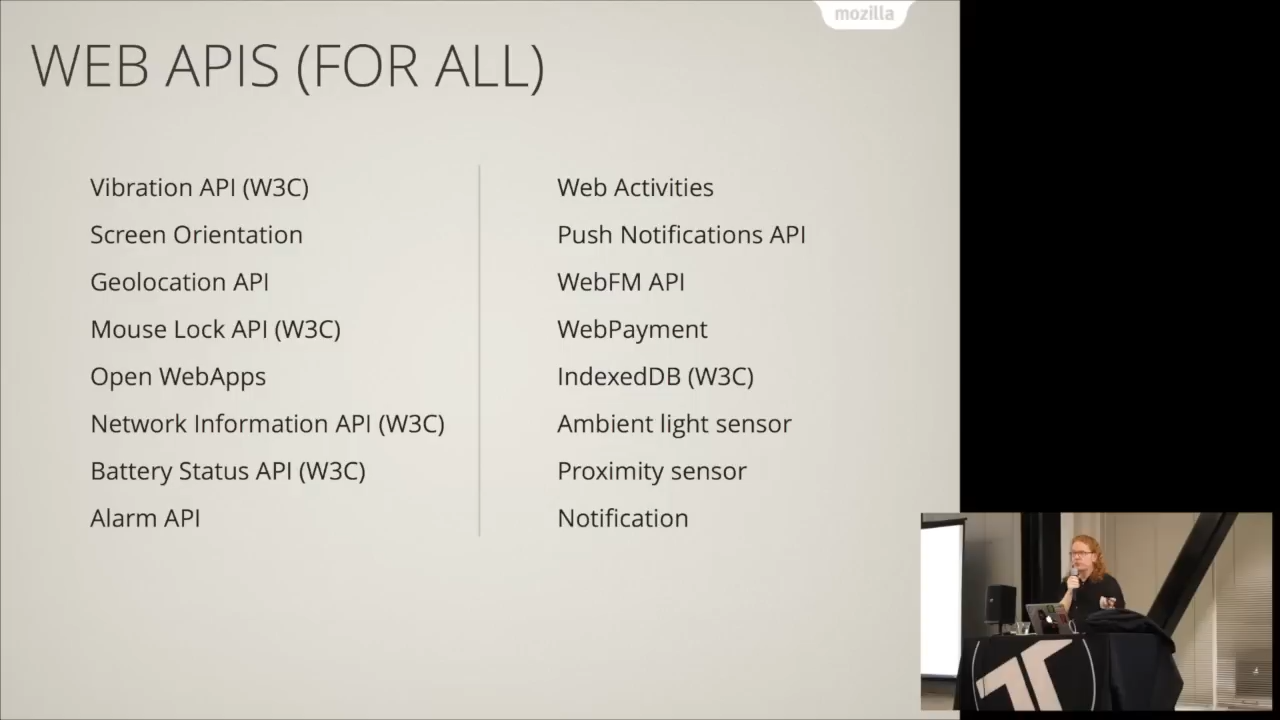 mozilla
WEB APIS (FOR ALL)
Vibration API (W3C)
Screen Orientation
Geolocation API
Mouse Lock API (W3C)
Open WebApps
Network Information API (W3C)
Battery Status API (W3C)
Alarm API
Web Activities
Push Notifications API
WebFM API
WebPayment
IndexedDB (W3C)
Ambient light sensor
Proximity sensor
Notification